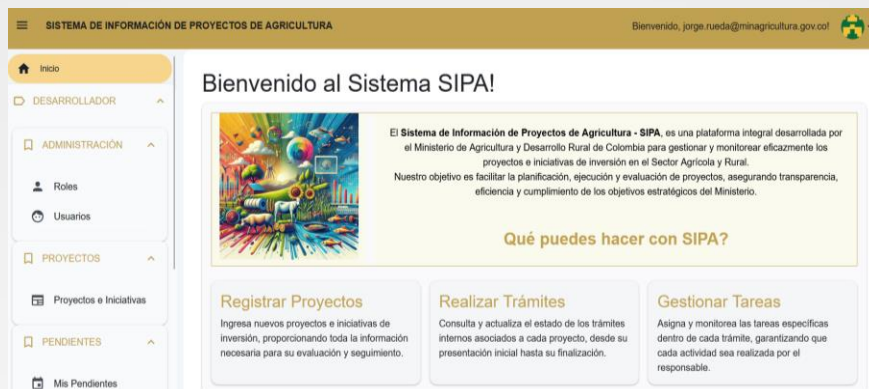 SISTEMA DE INFORMACIÓN DE PROYECTOS DE AGRICULTURA
Bienvenido, jorge.rueda@minagricultura.gov.co!
Inicio
DESARROLLADOR
ADMINISTRACIÓN
Roles
Usuarios
PROYECTOS
Proyectos e Iniciativas
PENDIENTES
Mis Pendientes
Bienvenido al Sistema SIPA!
El Sistema de Información de Proyectos de Agricultura - SIPA, es una plataforma integral desarrollada por
el Ministerio de Agricultura y Desarrollo Rural de Colombia para gestionar y monitorear eficazmente los
proyectos e iniciativas de inversión en el Sector Agrícola y Rural.
Nuestro objetivo es facilitar la planificación, ejecución y evaluación de proyectos, asegurando transparencia,
eficiencia y cumplimiento de los objetivos estratégicos del Ministerio.
Qué puedes hacer con SIPA?
Registrar Proyectos
Ingresa nuevos proyectos e iniciativas de
inversión, proporcionando toda la información
necesaria para su evaluación y seguimiento.
Realizar Trámites
Consulta y actualiza el estado de los trámites
internos asociados a cada proyecto, desde su
presentación inicial hasta su finalización.
Gestionar Tareas
Asigna y monitorea las tareas específicas
dentro de cada trámite, garantizando que
cada actividad sea realizada por el
responsable.